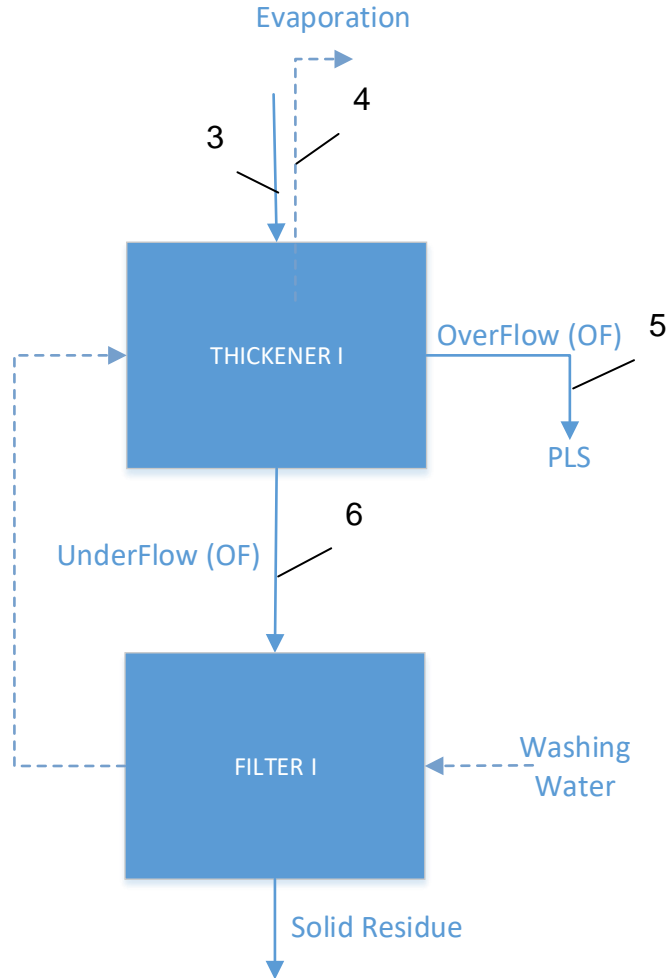 Evaporation
4
3
THICKENER I
OverFlow (OF)
5
PLS
6
UnderFlow (OF)
FILTER I
Washing
Water
Solid Residue